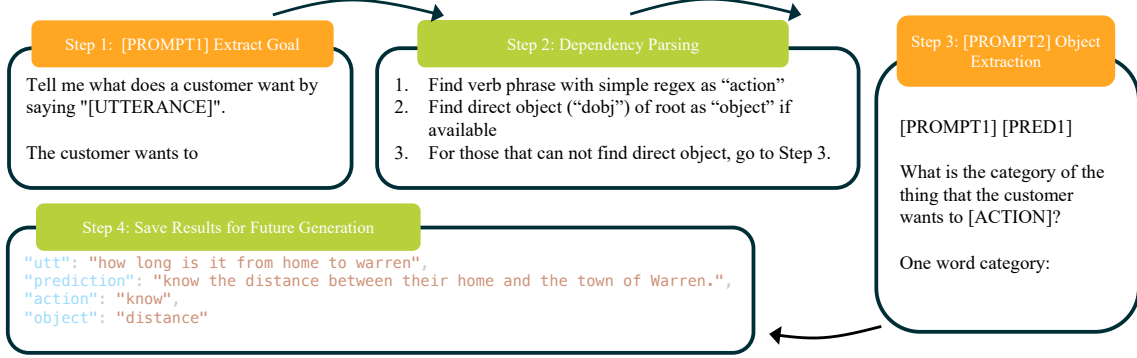 Step 1: [PROMPT1] Extract Goal
Tell me what does a customer want by
saying "[UTTERANCE]".
The customer wants to
Step 2: Dependency Parsing
1. Find verb phrase with simple regex as “action”
2. Find direct object (“dobj”) of root as “object” if
available
3. For those that can not find direct object, go to Step 3.
Step 3: [PROMPT2] Object
Extraction
[PROMPT1] [PRED1]
What is the category of the
thing that the customer
wants to [ACTION]?
One word category:
Step 4: Save Results for Future Generation
"utt": "how long is it from home to warren",
"prediction": "know the distance between their home and the town of Warren.",
"action": "know",
"object": "distance"